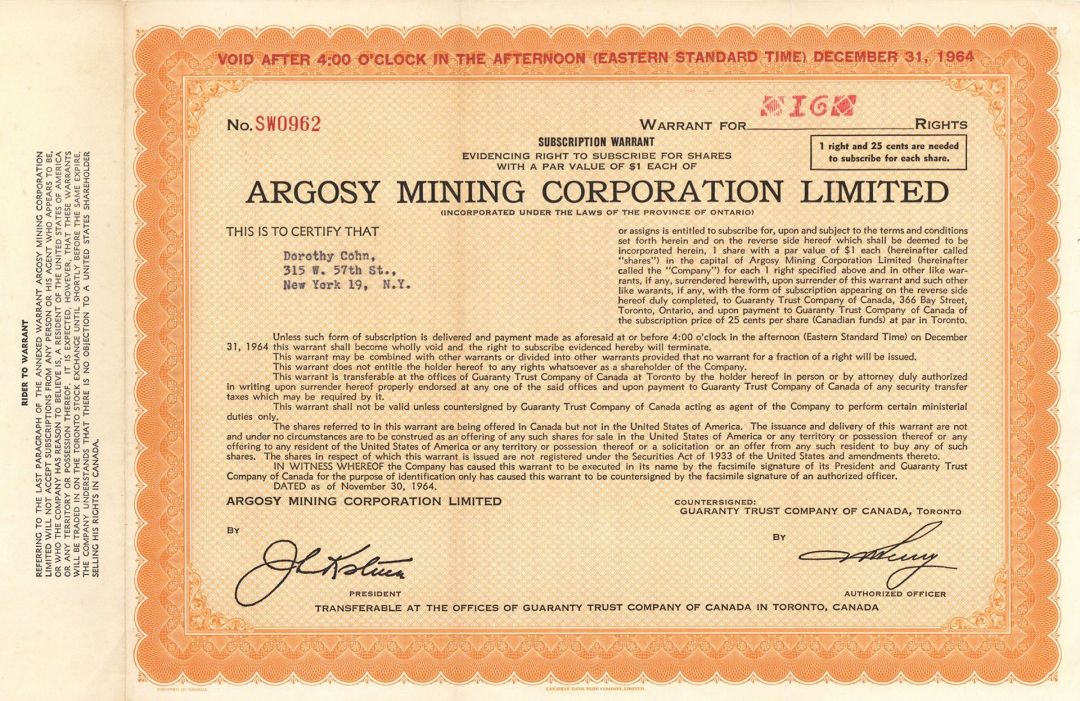 VOID AFTER 4:00 O'CLOCK IN THE AFTERNOON (EASTERN STANDARD TIME) DECEMBER 31, 1964
No. SW0962
16
WARRANT FOR RIGHTS
SUBSCRIPTION WARRANT
EVIDENCING RIGHT TO SUBSCRIBE FOR SHARES
WITH A PAR VALUE OF $1 EACH OF
1 right and 25 cents are needed
to subscribe for each share.
ARGOSY MINING CORPORATION LIMITED
(INCORPORATED UNDER THE LAWS OF THE PROVINCE OF ONTARIO)
THIS IS TO CERTIFY THAT
Dorothy Cohn,
315 W. 57th St.,
New York 19, N.Y.
or assigns is entitled to subscribe for, upon and subject to the terms and conditions
set forth herein and on the reverse side hereof which shall be deemed to be
incorporated herein, 1 share with a par value of $1 each (hereinafter called
"shares") in the capital of Argosy Mining Corporation Limited (hereinafter
called the "Company") for each 1 right specified above and in other like war-
rants, if any, surrendered herewith, upon surrender of this warrant and such other
like warrants, if any, with the form of subscription appearing on the reverse side
hereof duly completed, to Guaranty Trust Company of Canada, 366 Bay Street,
Toronto, Ontario, and upon payment to Guaranty Trust Company of Canada of
the subscription price of 25 cents per share (Canadian funds) at par in Toronto.
Unless such form of subscription is delivered and payment made as aforesaid at or before 4:00 o'clock in the afternoon (Eastern Standard Time) on December
31, 1964 this warrant shall become wholly void and the right to subscribe evidenced hereby will terminate.
This warrant may be combined with other warrants or divided into other warrants provided that no warrant for a fraction of a right will be issued.
This warrant does not entitle the holder hereof to any rights whatsoever as a shareholder of the Company.
This warrant is transferable at the offices of Guaranty Trust Company of Canada at Toronto by the holder hereof in person or by attorney duly authorized
in writing upon surrender hereof properly endorsed at any one of the said offices and upon payment to Guaranty Trust Company of Canada of any security transfer
taxes which may be required by it.
This warrant shall not be valid unless countersigned by Guaranty Trust Company of Canada acting as agent of the Company to perform certain ministerial
duties only.
The shares referred to in this warrant are being offered in Canada but not in the United States of America. The issuance and delivery of this warrant are not
and under no circumstances are to be construed as an offering of any such shares for sale in the United States of America or any territory or possession thereof or any
offering to any resident of the United States of America or any territory or possession thereof or a solicitation or an offer from any such resident to buy any of such
shares. The shares in respect of which this warrant is issued are not registered under the Securities Act of 1933 of the United States and amendments thereto.
IN WITNESS WHEREOF the Company has caused this warrant to be executed in its name by the facsimile signature of its President and Guaranty Trust
Company of Canada for the purpose of identification only has caused this warrant to be countersigned by the facsimile signature of an authorized officer.
DATED as of November 30, 1964.
ARGOSY MINING CORPORATION LIMITED
COUNTERSIGNED:
GUARANTY TRUST COMPANY OF CANADA, TORONTO
BY
PRESIDENT
BY
AUTHORIZED OFFICER
TRANSFERABLE AT THE OFFICES OF GUARANTY TRUST COMPANY OF CANADA IN TORONTO, CANADA
PRINTED IN CANADA
CANADIAN BANK NOTE COMPANY, LIMITED.
RIDER TO WARRANT
REFERRING TO THE LAST PARAGRAPH OF THE ANNEXED WARRANT ARGOSY MINING CORPORATION
LIMITED WILL NOT ACCEPT SUBSCRIPTIONS FROM ANY PERSON OR HIS AGENT WHO APPEARS TO BE,
OR WHO THE COMPANY HAS REASON TO BELIEVE IS, A RESIDENT OF THE UNITED STATES OF AMERICA
OR ANY TERRITORY OR POSSESSION THEREOF. IT IS EXPECTED, HOWEVER, THAT THESE WARRANTS
WILL BE TRADED IN ON THE TORONTO STOCK EXCHANGE UNTIL SHORTLY BEFORE THE SAME EXPIRE.
THE COMPANY UNDERSTANDS THAT THERE IS NO OBJECTION TO A UNITED STATES SHAREHOLDER
SELLING HIS RIGHTS IN CANADA.